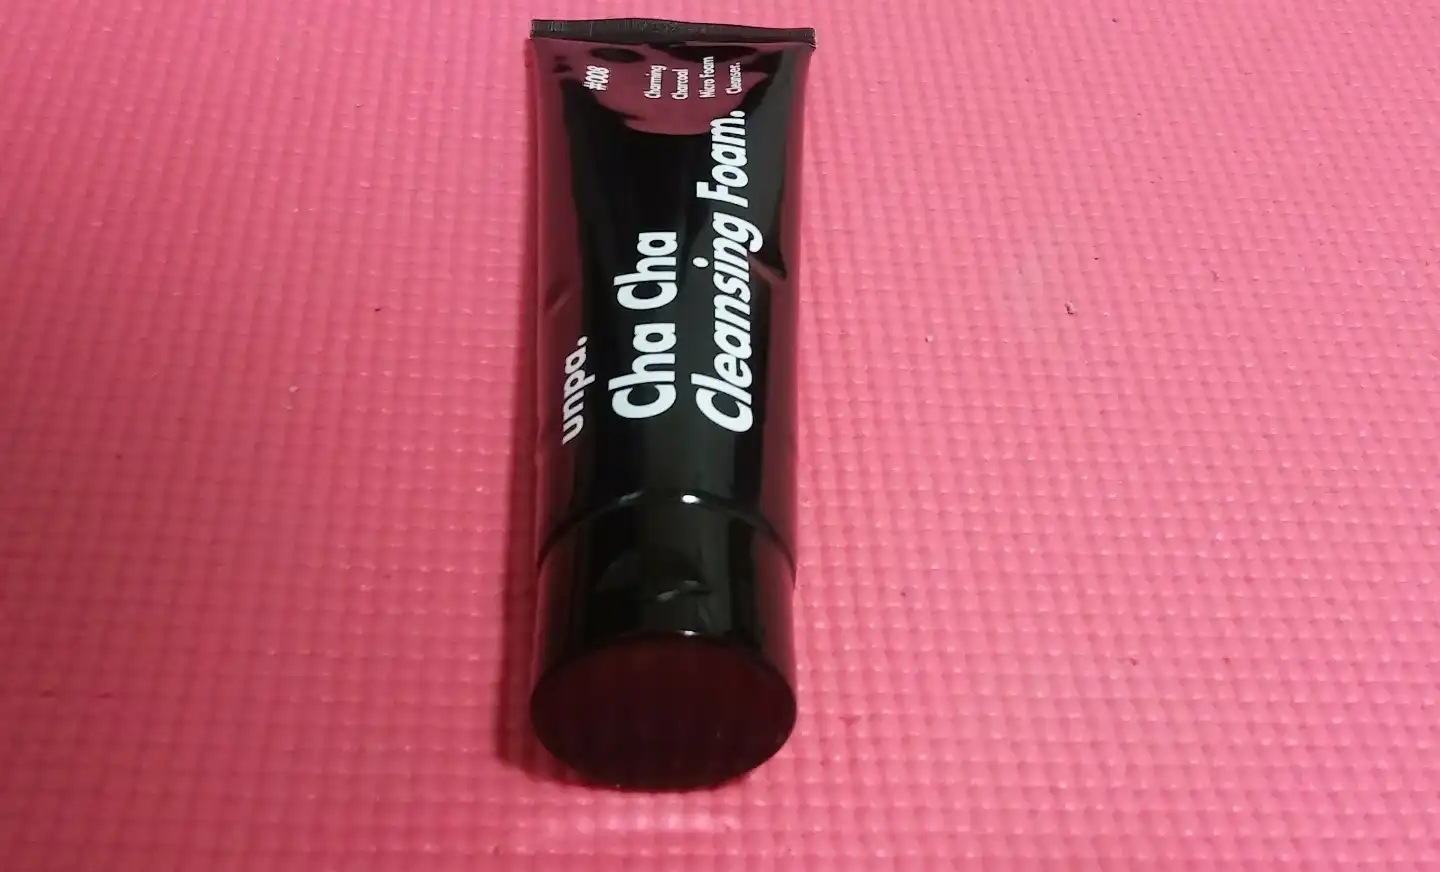 unpa.
Cha Cha
Cleansing Foam.
#008
Charming
Charcoal
Micro Foam
Cleanser.